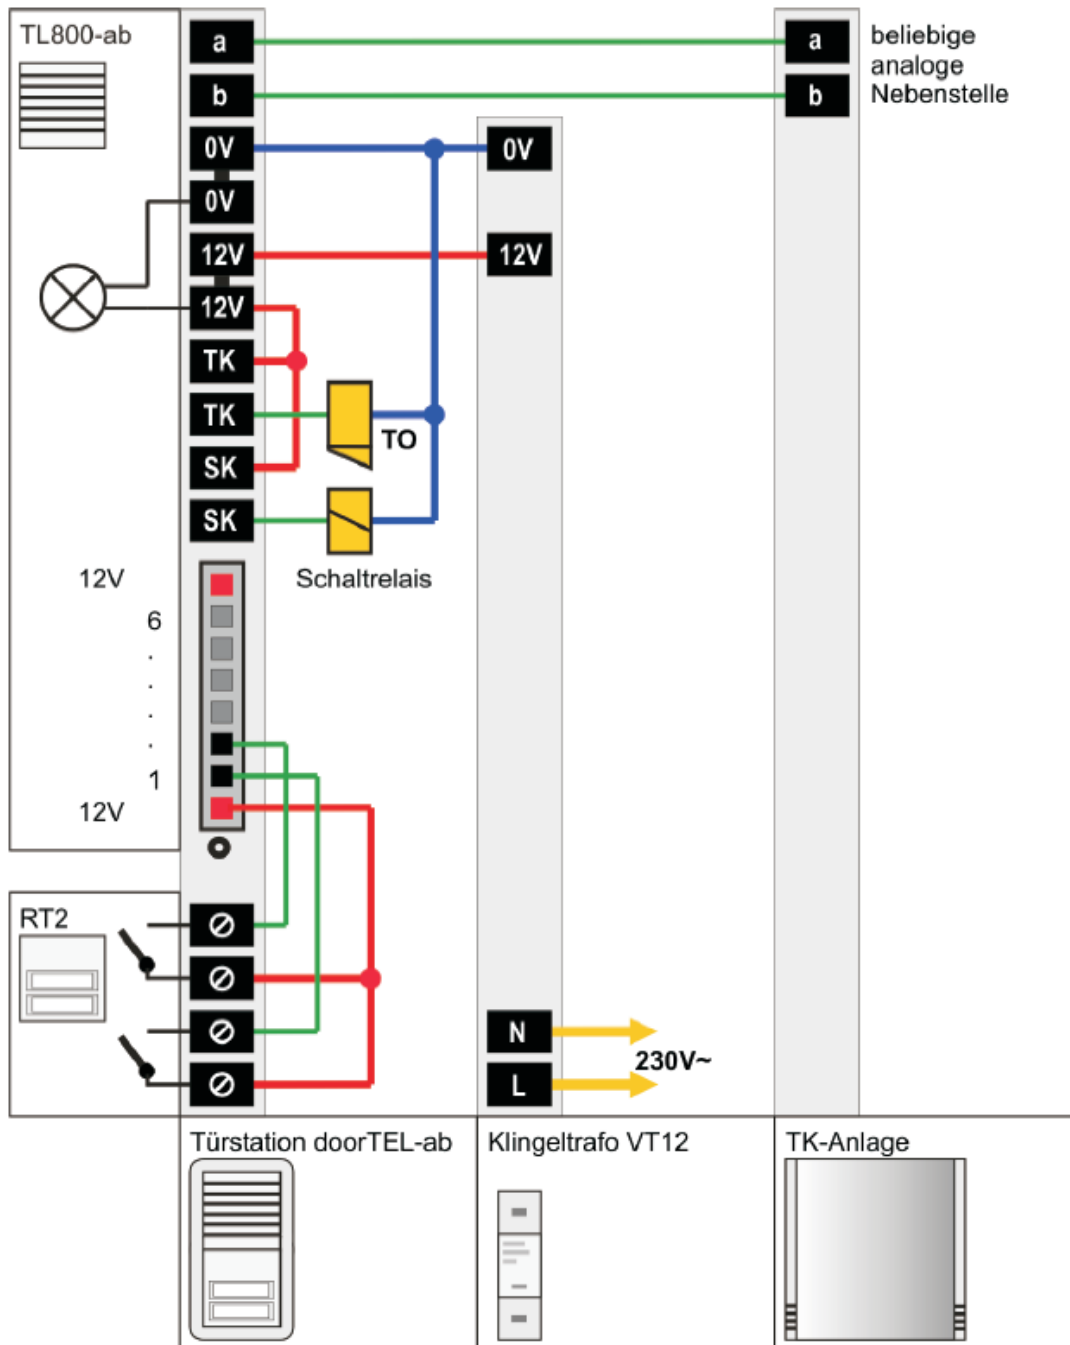 TL800-ab
a
a
beliebige
analoge
Nebenstelle
b
b
0V
0V
0V
12V
12V
12V
TK
TK
TO
SK
SK
Schaltrelais
12V
6
.
.
.
.
1
12V
RT2
N
L
230V~
Türstation doorTEL-ab
Klingeltrafo VT12
TK-Anlage